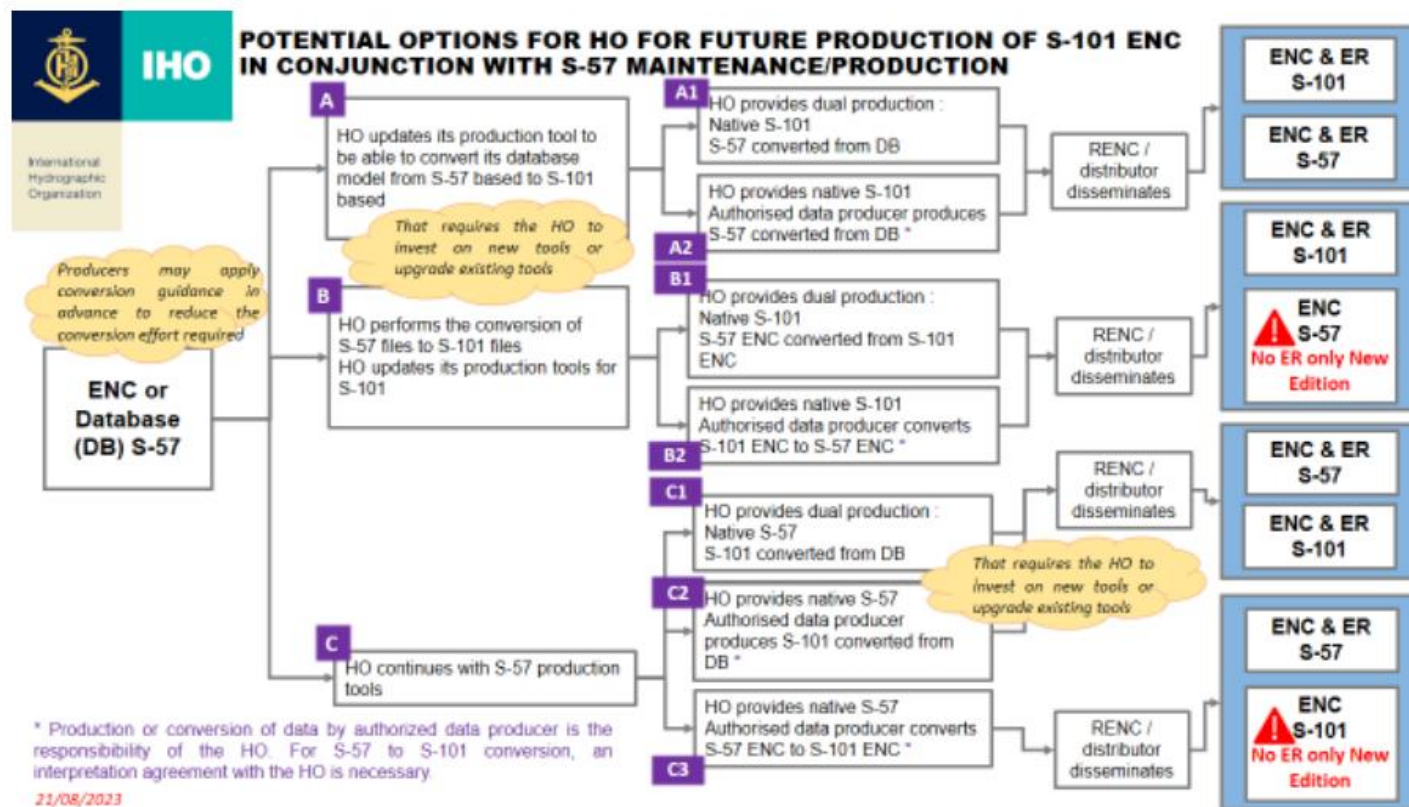 IHO
International
Hydrographic
Organization
POTENTIAL OPTIONS FOR HO FOR FUTURE PRODUCTION OF S-101 ENC
IN CONJUNCTION WITH S-57 MAINTENANCE/PRODUCTION
Producers may apply
conversion guidance in
advance to reduce the
conversion effort required
ENC or
Database
(DB) S-57
A
HO updates its production tool to
be able to convert its database
model from S-57 based to S-101
based
That requires the HO to
invest on new tools or
upgrade existing tools
B
HO performs the conversion of
S-57 files to S-101 files
HO updates its production tools for
S-101
C
HO continues with S-57 production
tools
A1
HO provides dual production :
Native S-101
S-57 converted from DB
HO provides native S-101
Authorised data producer produces
S-57 converted from DB *
A2
B1
HO provides dual production :
Native S-101
S-57 ENC converted from S-101
ENC
HO provides native S-101
Authorised data producer converts
S-101 ENC to S-57 ENC *
B2
C1
HO provides dual production :
Native S-57
S-101 converted from DB
C2
HO provides native S-57
Authorised data producer
produces S-101 converted from
DB *
HO provides native S-57
Authorised data producer converts
S-57 ENC to S-101 ENC *
C3
That requires the HO to
invest on new tools or
upgrade existing tools
RENC /
distributor
disseminates
RENC /
distributor
disseminates
RENC /
distributor
disseminates
RENC /
distributor
disseminates
ENC & ER
S-101
ENC & ER
S-57
ENC & ER
S-101
ENC
S-57
No ER only New
Edition
ENC & ER
S-57
ENC & ER
S-101
ENC & ER
S-57
ENC
S-101
No ER only New
Edition
* Production or conversion of data by authorized data producer is the
responsibility of the HO. For S-57 to S-101 conversion, an
interpretation agreement with the HO is necessary.
21/08/2023